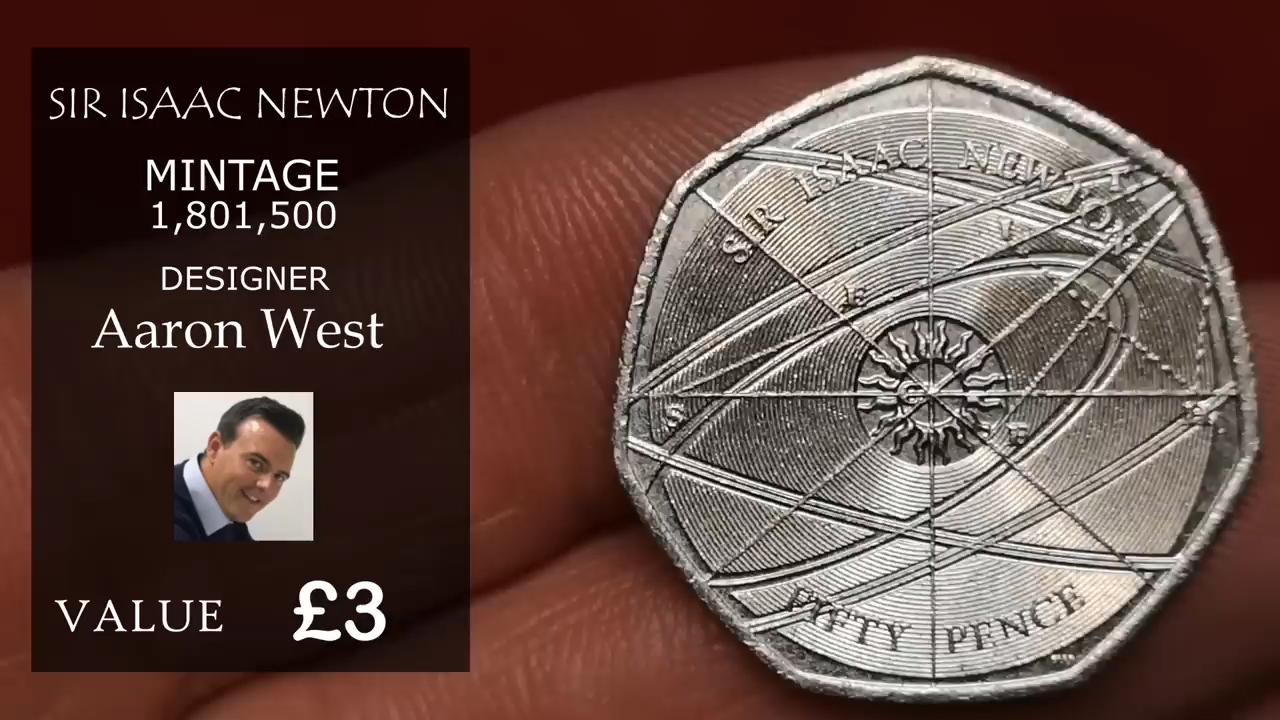 SIR ISAAC NEWTON
MINTAGE
1,801,500
DESIGNER
Aaron West
VALUE £3
SIR ISAAC NEWTON
FIFTY PENCE